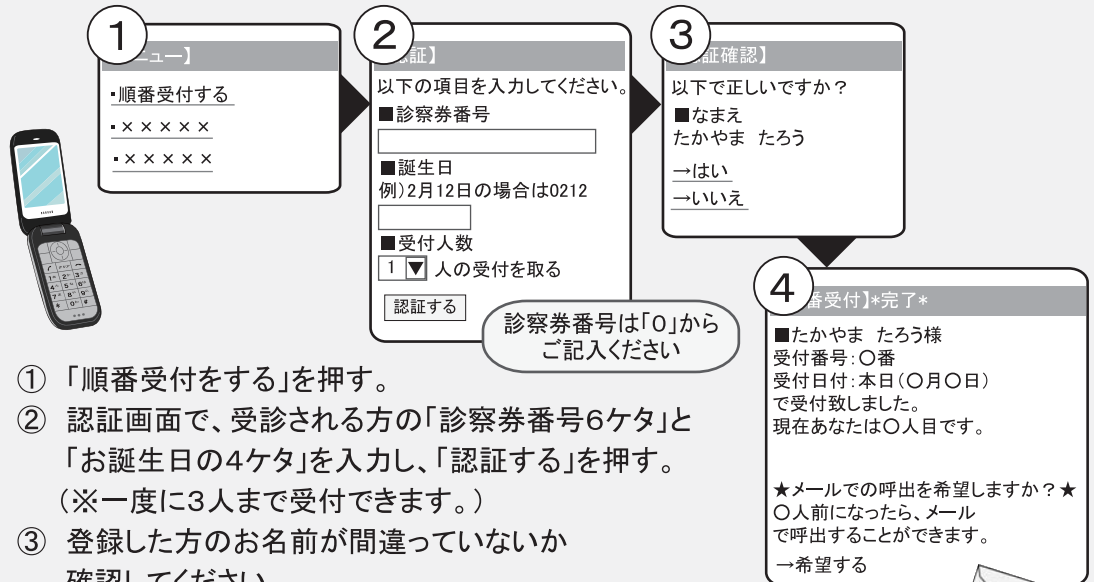 1
ニュー】
▪順番受付する
▪×××××
▪×××××
2
証】
以下の項目を入力してください。
■診察券番号
■誕生日
例)2月12日の場合は0212
■受付人数
1▼ 人の受付を取る
認証する
診察券番号は「0」から
ご記入ください
3
証確認】
以下で正しいですか？
■なまえ
たかやま たろう
→はい
→いいえ
4
番受付】*完了*
■たかやま たろう様
受付番号：〇番
受付日付：本日（〇月〇日）
で受付致しました。
現在あなたは〇人目です。
★メールでの呼出を希望しますか？★
〇人前になったら、メール
で呼出することができます。
→希望する
① 「順番受付をする」を押す。
② 認証画面で、受診される方の「診察券番号6ケタ」と
「お誕生日の4ケタ」を入力し、「認証する」を押す。
（※一度に3人まで受付できます。）
③ 登録した方のお名前が間違っていないか
確認してください